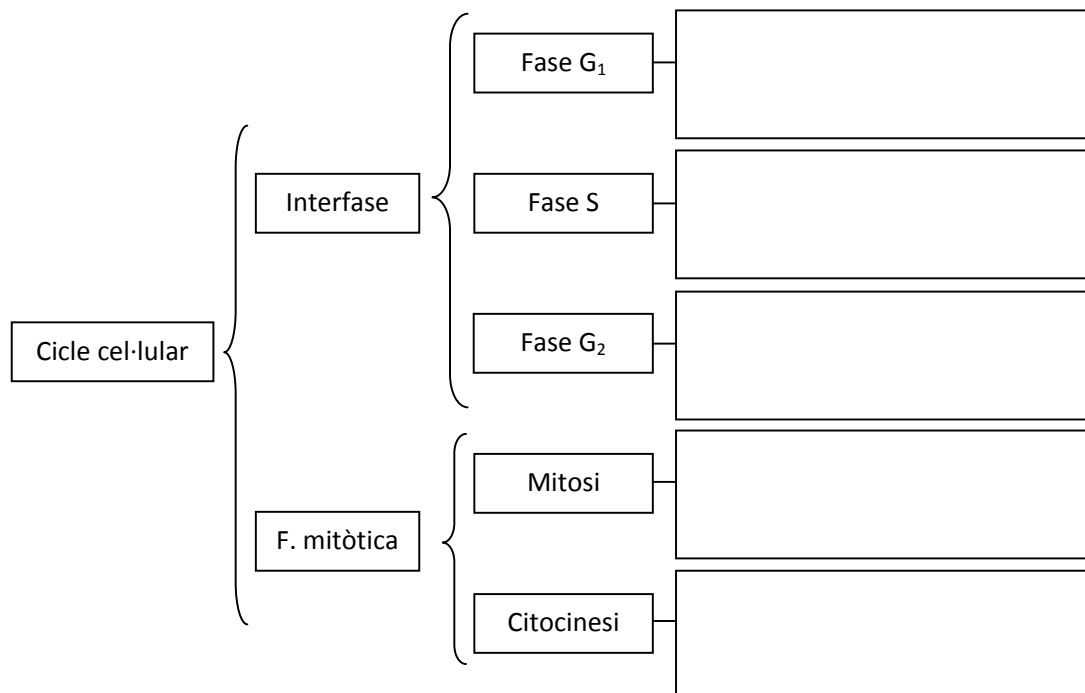 Fase G₁
Interfase
Fase S
Fase G₂
Cicle cel·lular
Mitosi
F. mitòtica
Citocinesi